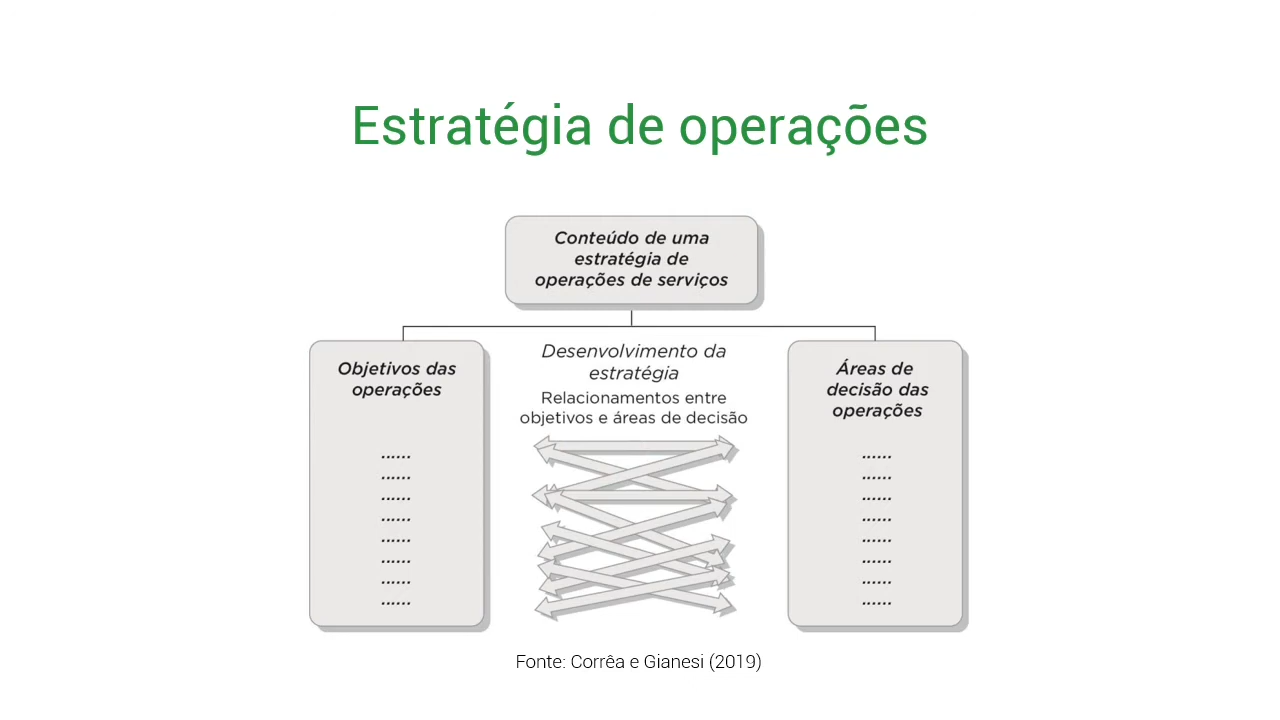 Estratégia de operações
Conteúdo de uma
estratégia de
operações de serviços
Objetivos das
operações
......
......
......
......
......
......
......
......
Desenvolvimento da
estratégia
Relacionamentos entre
objetivos e áreas de decisão
Áreas de
decisão das
operações
......
......
......
......
......
......
......
......
Fonte: Corrêa e Gianesi (2019)